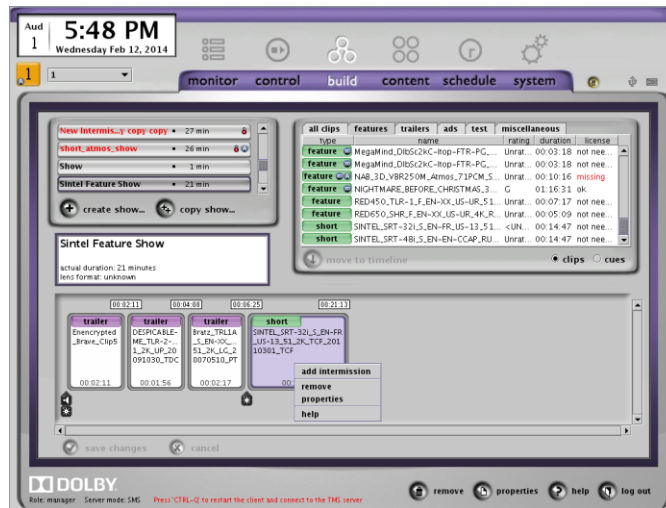 Aud
1
5:48 PM
Wednesday Feb 12, 2014
1
1
monitor control build content schedule system
New Intermis...y copy copy • 27 min
short_atmos_show • 26 min
Show • 1 min
Sintel Feature Show • 21 min
create show... copy show...
all clips features trailers ads test miscellaneous
type name rating duration license
feature MegaMind_DlbSc2kC-ltop-FTR-PG_... Unrat... 00:03:18 not nee...
feature MegaMind_DlbSc2kC-ltop-FTR-PG_... Unrat... 00:03:18 not nee...
feature NAB_3D_VBR250M_Atmos_71PCM_S... Unrat... 00:10:16 missing
feature NIGHTMARE_BEFORE_CHRISTMAS_3... G 01:16:31 ok
feature RED450_TLR-1_F_EN-XX_US-UR_51... Unrat... 00:07:17 not nee...
feature RED650_SHR_F_EN-XX_US-UR_4K_R... Unrat... 00:05:09 not nee...
short SINTEL_SRT-32i_S_EN-FR_US-13_51... <UN... 00:14:47 not nee...
short SINTEL_SRT-48i_S_EN-EN-CCAP_RU... Unrat... 00:14:47 not nee...
move to timeline
clips cues
Sintel Feature Show
actual duration: 21 minutes
lens format: unknown
00:02:11 00:04:08 00:06:25 00:21:13
trailer trailer trailer short
Enencrypted DESPICABLE- Bratz_TRL1A SINTEL_SRT-32i_S_EN-FR
_Brave_Clip5 ME_TLR-2-... _S_EN-XX_... _US-13_51_2K_TCF_201
1_2K_UP_20 51_2K_LG_2 10301_TCF
091030_TDC 0070510_PT
00:02:11 00:01:56 00:02:17 00:
add intermission
remove
properties
help
save changes cancel
DOLBY
Role: manager Server mode: SMS Press 'CTRL-Q' to restart the client and connect to the TMS server
remove properties help log out